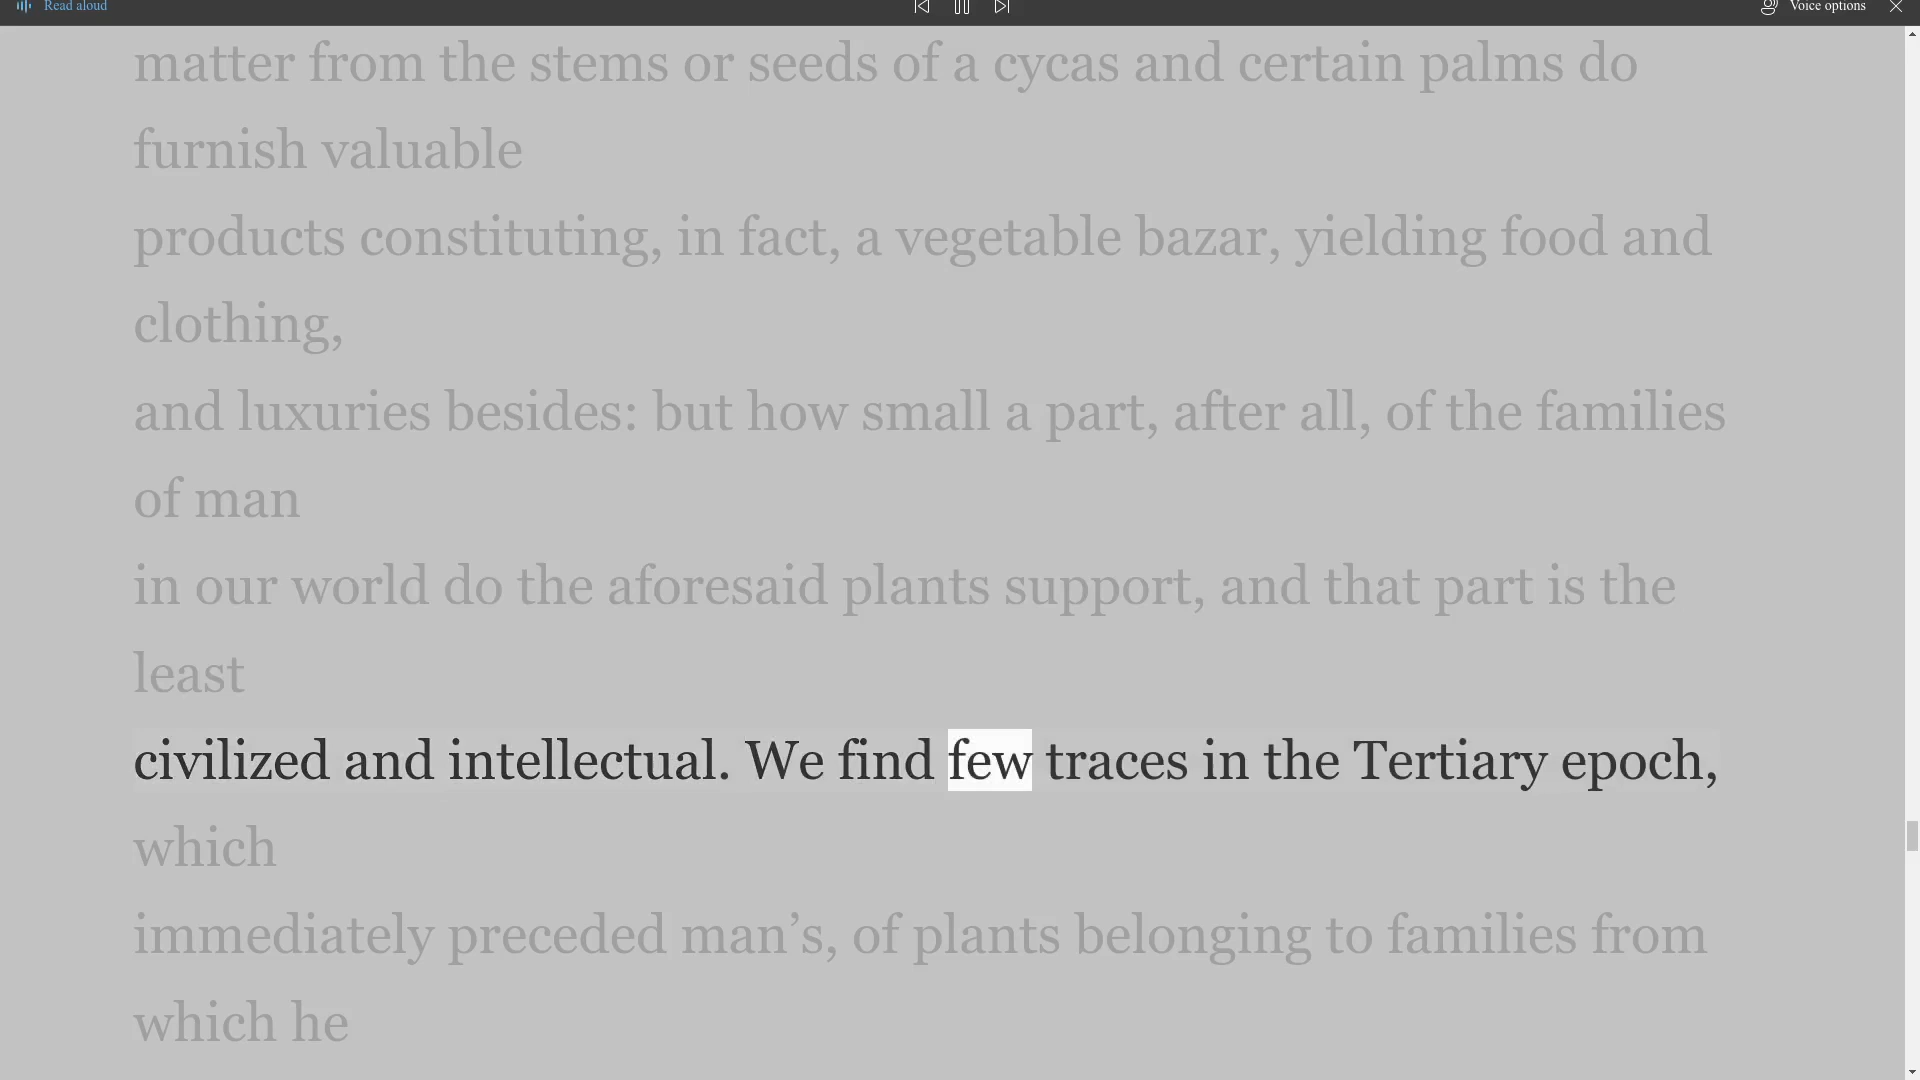 Read aloud
Voice options
matter from the stems or seeds of a cycas and certain palms do
furnish valuable
products constituting, in fact, a vegetable bazar, yielding food and
clothing,
and luxuries besides: but how small a part, after all, of the families
of man
in our world do the aforesaid plants support, and that part is the
least
civilized and intellectual. We find few traces in the Tertiary epoch,
which
immediately preceded man’s, of plants belonging to families from
which he